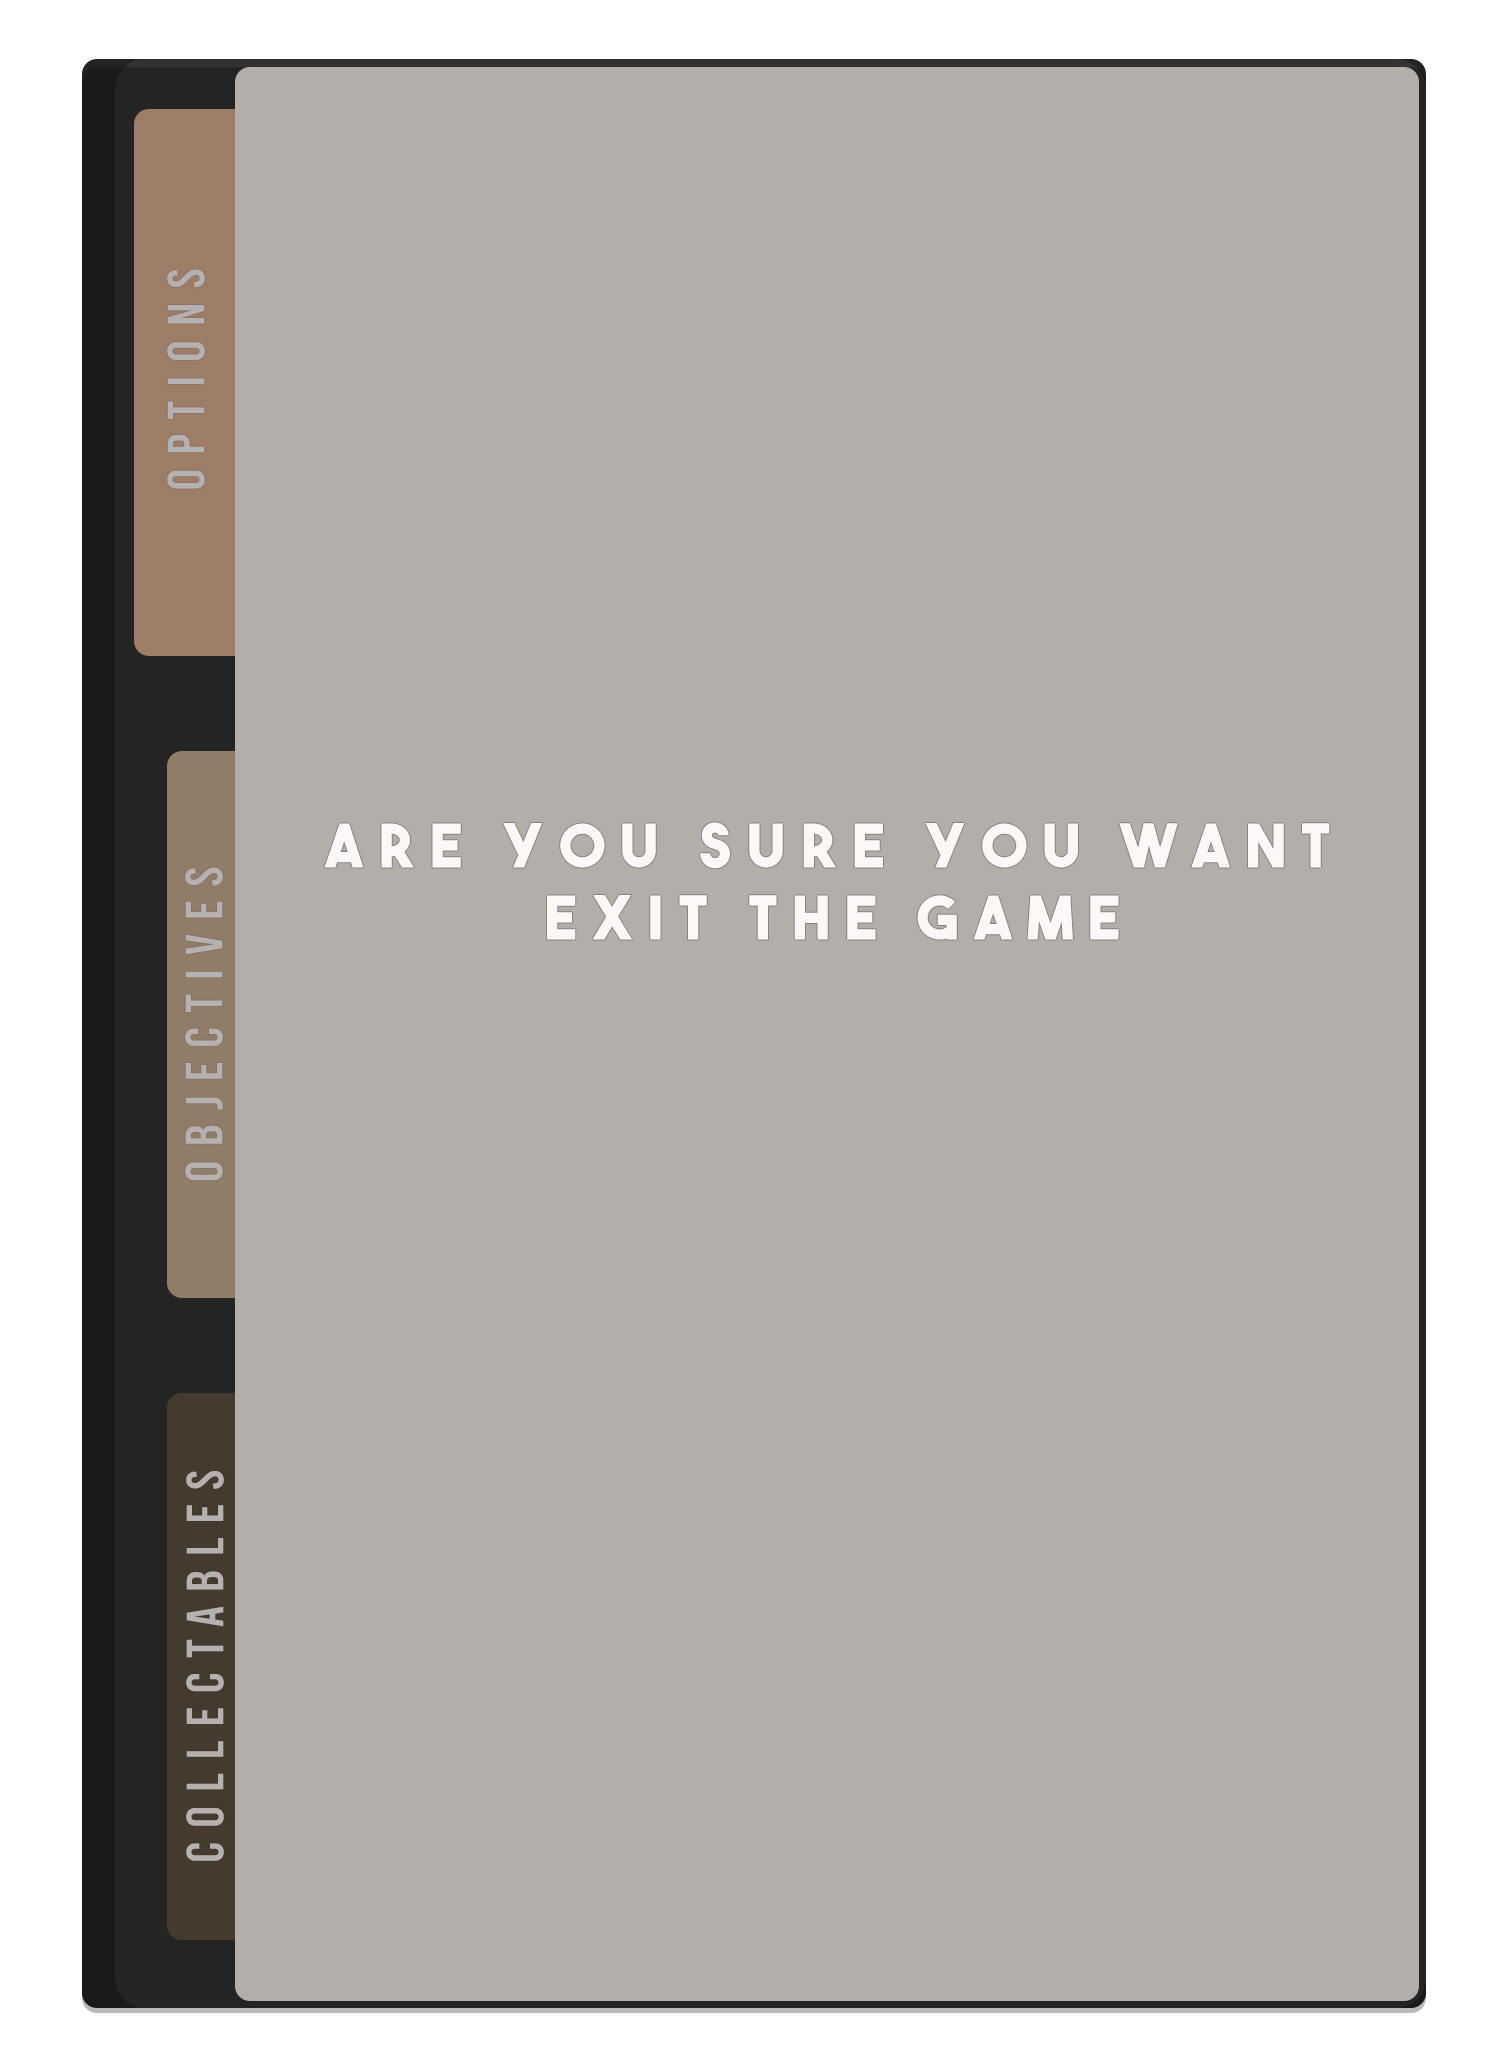 OPTIONS
OBJECTIVES
COLLECTABLES
ARE YOU SURE YOU WANT
EXIT THE GAME